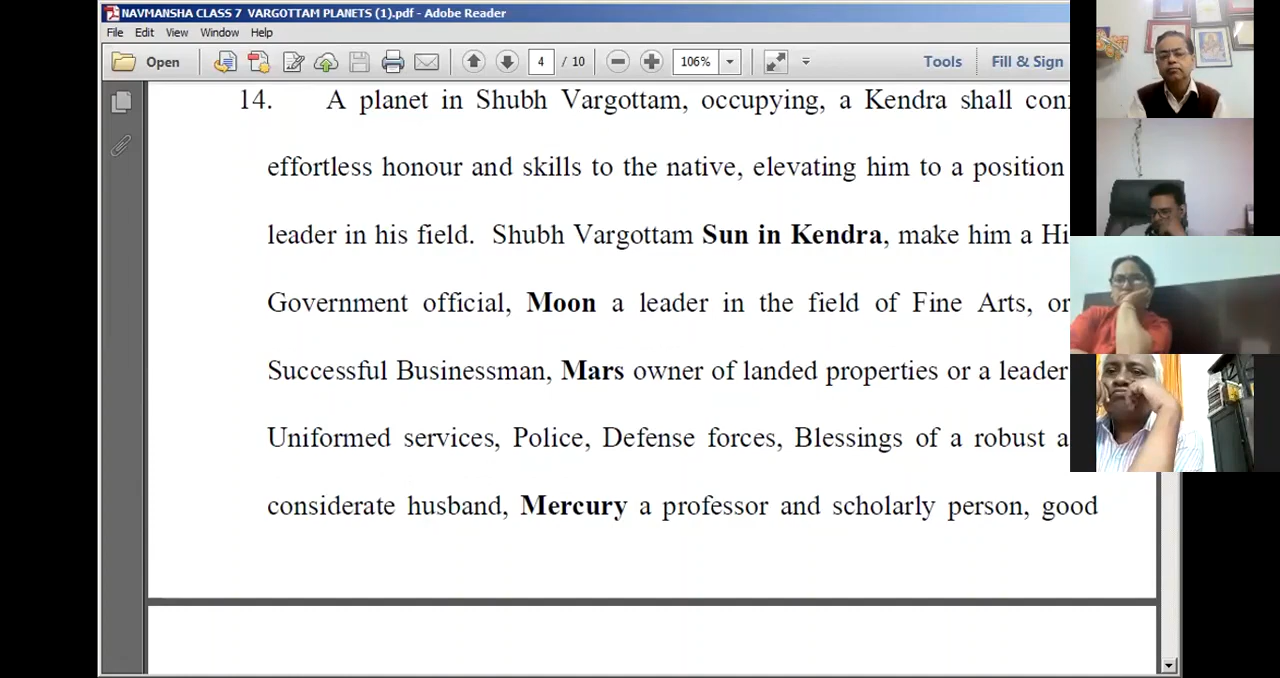 NAVMANSHA CLASS 7 VARGOTTAM PLANETS (1).pdf - Adobe Reader
File Edit View Window Help
Open 4 / 10 106% Tools Fill & Sign
14. A planet in Shubh Vargottam, occupying, a Kendra shall
effortless honour and skills to the native, elevating him to a position
leader in his field. Shubh Vargottam Sun in Kendra, make him a
Government official, Moon a leader in the field of Fine Arts, or
Successful Businessman, Mars owner of landed properties or a leader
Uniformed services, Police, Defense forces, Blessings of a robust
considerate husband, Mercury a professor and scholarly person, good